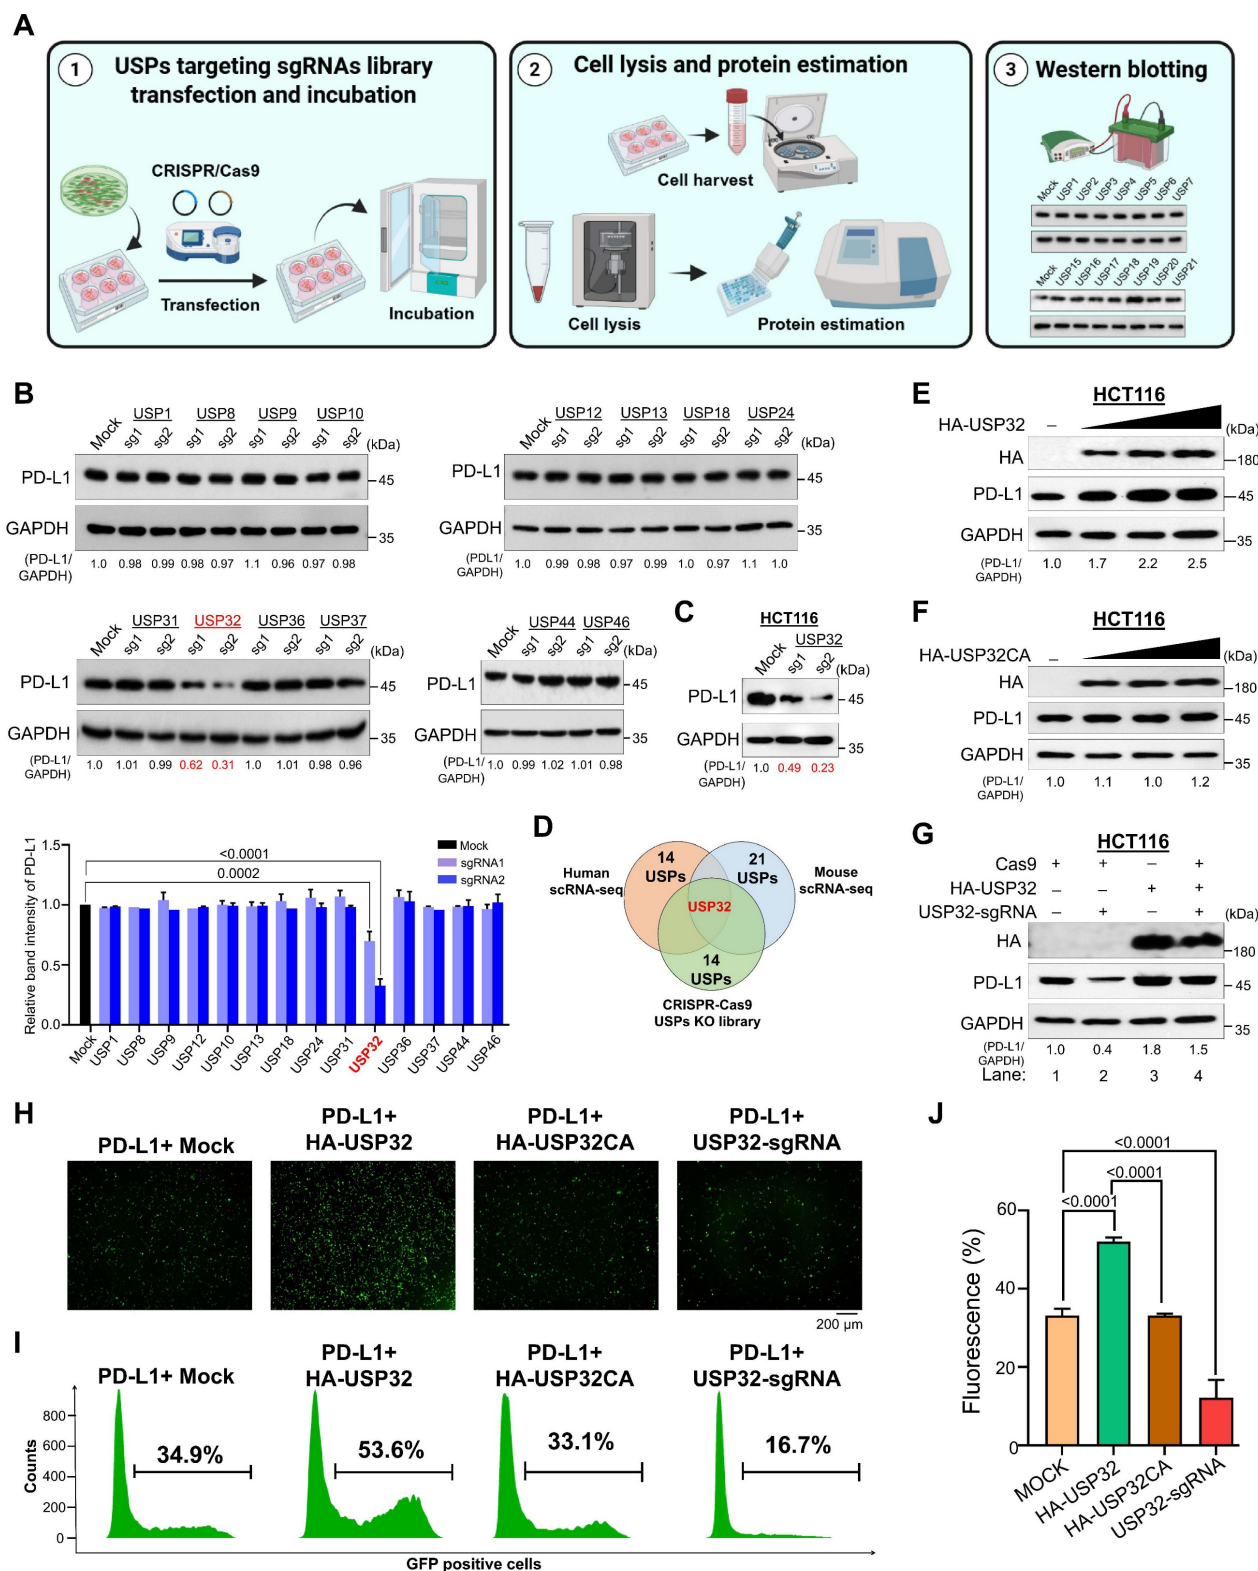 A
1
USPs targeting sgRNAs library
transfection and incubation
CRISPR/Cas9
Transfection
Incubation
2
Cell lysis and protein estimation
Cell harvest
Cell lysis
Protein estimation
3
Western blotting
Mock USP1 USP2 USP3 USP4 USP5 USP6 USP7
Mock USP15 USP16 USP17 USP18 USP19 USP20 USP21
B
USP1 USP8 USP9 USP10
Mock sg1 sg2 sg1 sg2 sg1 sg2 sg1 sg2
(kDa)
PD-L1
45
GAPDH
35
(PD-L1/
GAPDH)
1.0 0.98 0.99 0.98 0.97 1.1 0.96 0.97 0.98
USP12 USP13 USP18 USP24
Mock sg1 sg2 sg1 sg2 sg1 sg2 sg1 sg2
(kDa)
PD-L1
45
GAPDH
35
(PDL1/
GAPDH)
1.0 0.99 0.98 0.97 0.99 1.0 0.97 1.1 1.0
USP31 USP32 USP36 USP37
Mock sg1 sg2 sg1 sg2 sg1 sg2 sg1 sg2
(kDa)
PD-L1
45
GAPDH
35
(PD-L1/
GAPDH)
1.0 1.01 0.99 0.62 0.31 1.0 1.01 0.98 0.96
USP44 USP46
Mock sg1 sg2 sg1 sg2
(kDa)
PD-L1
45
GAPDH
35
(PD-L1/
GAPDH)
1.0 0.99 1.02 1.01 0.98
Relative band intensity of PD-L1
1.5
1.0
0.5
0.0
<0.0001
0.0002
Mock
sgRNA1
sgRNA2
Mock USP1 USP8 USP9 USP12 USP10 USP13 USP18 USP24 USP31 USP32 USP36 USP37 USP44 USP46
C
HCT116
USP32
Mock sg1 sg2
(kDa)
PD-L1
45
GAPDH
35
(PD-L1/
GAPDH)
1.0 0.49 0.23
D
14
USPs
21
USPs
Human
scRNA-seq
Mouse
scRNA-seq
USP32
14
USPs
CRISPR-Cas9
USPs KO library
E
HCT116
HA-USP32 –
(kDa)
HA
180
PD-L1
45
GAPDH
35
(PD-L1/
GAPDH)
1.0 1.7 2.2 2.5
F
HCT116
HA-USP32CA –
(kDa)
HA
180
PD-L1
45
GAPDH
35
(PD-L1/
GAPDH)
1.0 1.1 1.0 1.2
G
HCT116
Cas9 + + – +
HA-USP32 – – + +
USP32-sgRNA – + – +
(kDa)
HA
180
PD-L1
45
GAPDH
35
(PD-L1/
GAPDH)
1.0 0.4 1.8 1.5
Lane: 1 2 3 4
H
PD-L1+ Mock
PD-L1+
HA-USP32
PD-L1+
HA-USP32CA
PD-L1+
USP32-sgRNA
200 µm
I
PD-L1+ Mock
PD-L1+
HA-USP32
PD-L1+
HA-USP32CA
PD-L1+
USP32-sgRNA
Counts
800
600
400
200
0
34.9%
53.6%
33.1%
16.7%
GFP positive cells
J
<0.0001
<0.0001
<0.0001
Fluorescence (%)
60
40
20
0
MOCK
HA-USP32
HA-USP32CA
USP32-sgRNA